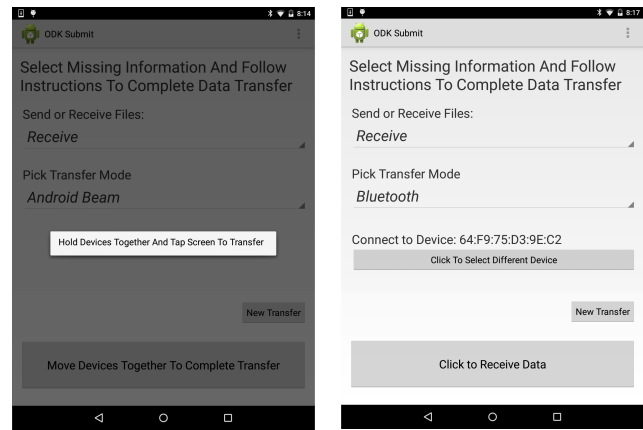 8:14
ODK Submit
Select Missing Information And Follow
Instructions To Complete Data Transfer
Send or Receive Files:
Receive
Pick Transfer Mode
Android Beam
Hold Devices Together And Tap Screen To Transfer
New Transfer
Move Devices Together To Complete Transfer
8:17
ODK Submit
Select Missing Information And Follow
Instructions To Complete Data Transfer
Send or Receive Files:
Receive
Pick Transfer Mode
Bluetooth
Connect to Device: 64:F9:75:D3:9E:C2
Click To Select Different Device
New Transfer
Click to Receive Data